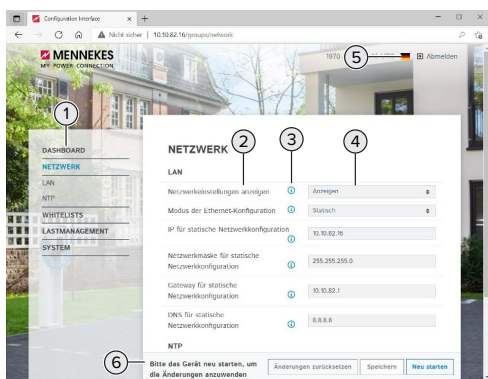 Configuration Interface
Nicht sicher | 10.10.82.16/groups/network
MENNEKES
MY POWER CONNECTION
1970
5
Abmelden
1
2
3
4
DASHBOARD
NETZWERK
LAN
NTP
WHITELISTS
LASTMANAGEMENT
SYSTEM
NETZWERK
LAN
Netzwerkeinstellungen anzeigen
Anzeigen
Modus der Ethernet-Konfiguration
Statisch
IP für statische Netzwerkkonfiguration
10.10.82.16
Netzwerkmaske für statische
Netzwerkkonfiguration
255.255.255.0
Gateway für statische
Netzwerkkonfiguration
10.10.82.1
DNS für statische
Netzwerkkonfiguration
8.8.8.8
NTP
6
Bitte das Gerät neu starten, um
die Änderungen anzuwenden
Änderungen zurücksetzen
Speichern
Neu starten